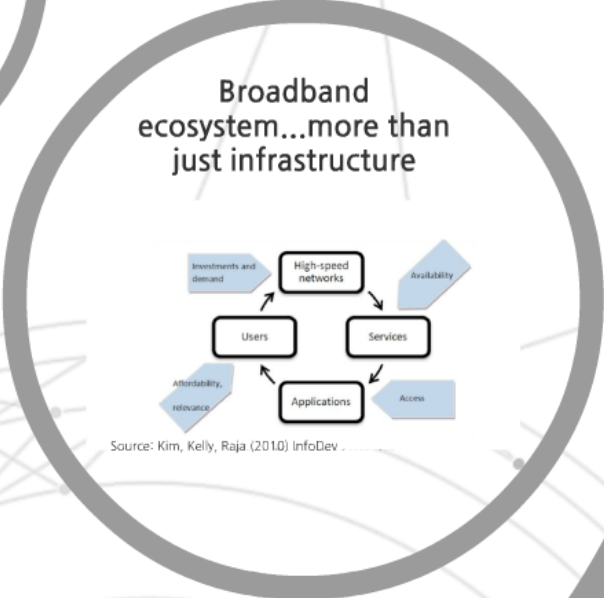 Broadband
ecosystem...more than
just infrastructure
Investments and
demand
High-speed
networks
Availability
Users
Services
Affordability,
relevance
Applications
Access
Source: Kim, Kelly, Raja (2010) InfoDev